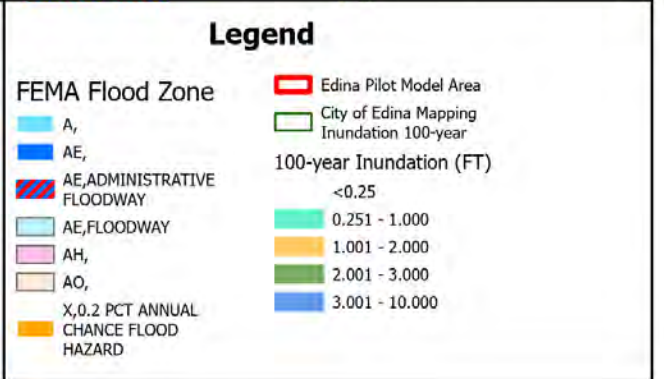 Legend
FEMA Flood Zone
A,
AE,
AE,ADMINISTRATIVE
FLOODWAY
AE,FLOODWAY
AH,
AO,
X,0.2 PCT ANNUAL
CHANCE FLOOD
HAZARD
Edina Pilot Model Area
City of Edina Mapping
Inundation 100-year
100-year Inundation (FT)
<0.25
0.251 - 1.000
1.001 - 2.000
2.001 - 3.000
3.001 - 10.000